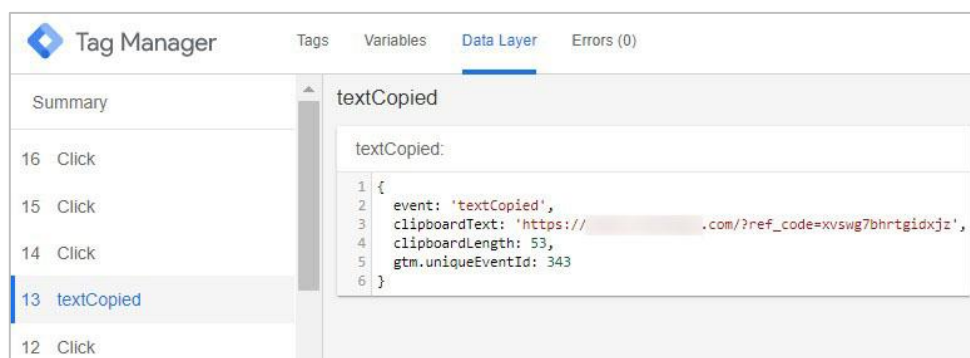 Tag Manager
Tags Variables Data Layer Errors (0)
Summary
16 Click
15 Click
14 Click
13 textCopied
12 Click
textCopied
textCopied:
1 {
2 event: 'textCopied',
3 clipboardText: 'https:// .com/?ref_code=xvswg7bhrtgidxjz',
4 clipboardLength: 53,
5 gtm.uniqueEventId: 343
6 }